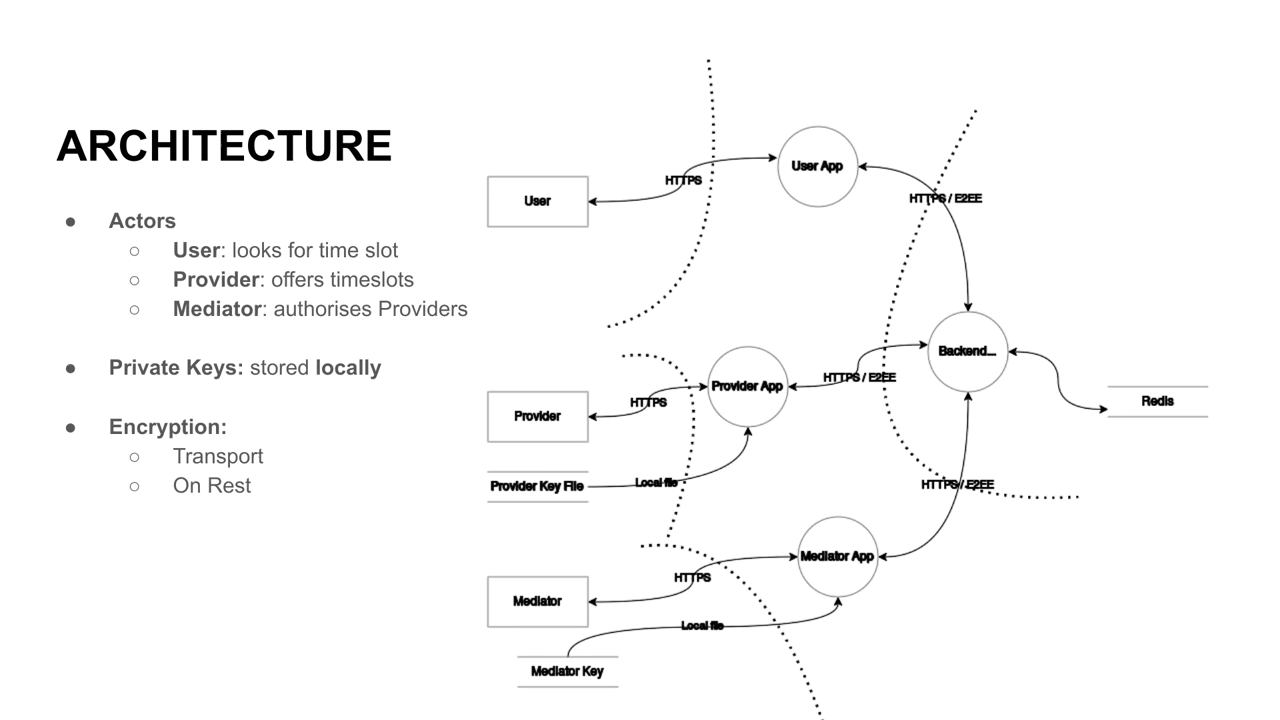 ARCHITECTURE
● Actors
○ User: looks for time slot
○ Provider: offers timeslots
○ Mediator: authorises Providers
● Private Keys: stored locally
● Encryption:
○ Transport
○ On Rest
User App
HTTPS
User
HTTPS / E2EE
Backend...
Provider App
HTTPS / E2EE
HTTPS
Provider
Redis
Provider Key File
Local file
HTTPS / E2EE
Mediator App
HTTPS
Mediator
Local file
Mediator Key